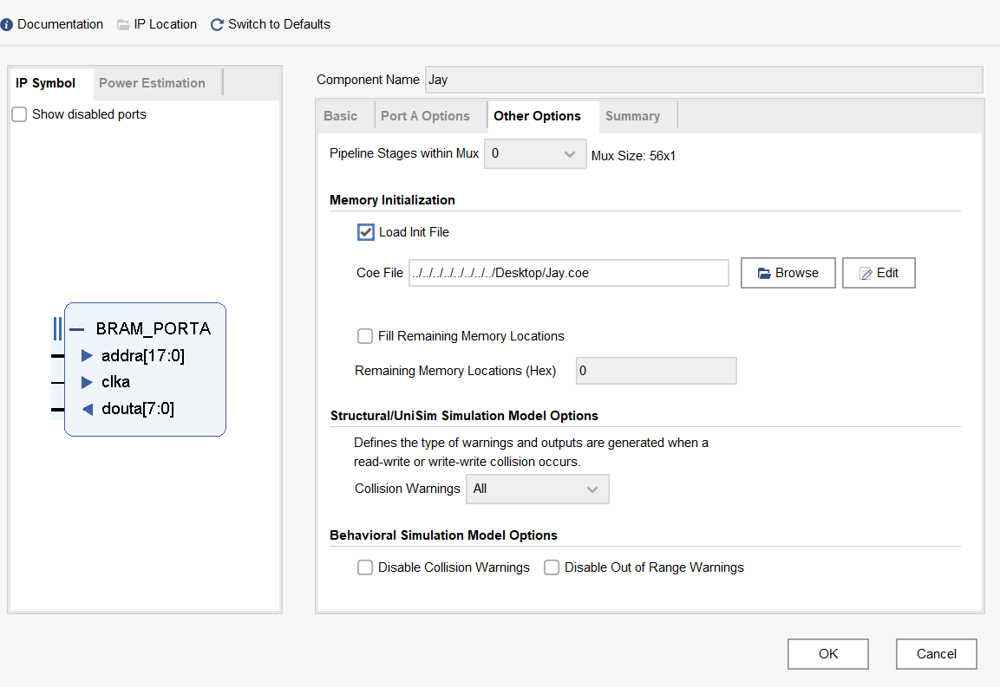 Documentation IP Location Switch to Defaults
IP Symbol Power Estimation
Show disabled ports
BRAM_PORTA
addra[17:0]
clka
douta[7:0]
Component Name Jay
Basic Port A Options Other Options Summary
Pipeline Stages within Mux 0 Mux Size: 56x1
Memory Initialization
Load Init File
Coe File ../../../../../../../../Desktop/Jay.coe Browse Edit
Fill Remaining Memory Locations
Remaining Memory Locations (Hex) 0
Structural/UniSim Simulation Model Options
Defines the type of warnings and outputs are generated when a
read-write or write-write collision occurs.
Collision Warnings All
Behavioral Simulation Model Options
Disable Collision Warnings Disable Out of Range Warnings
OK Cancel